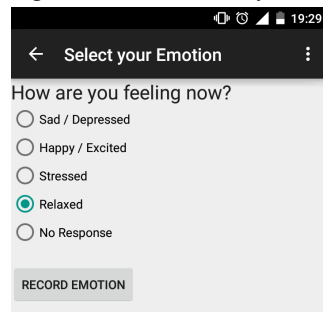 19:29
Select your Emotion
How are you feeling now?
Sad / Depressed
Happy / Excited
Stressed
Relaxed
No Response
RECORD EMOTION